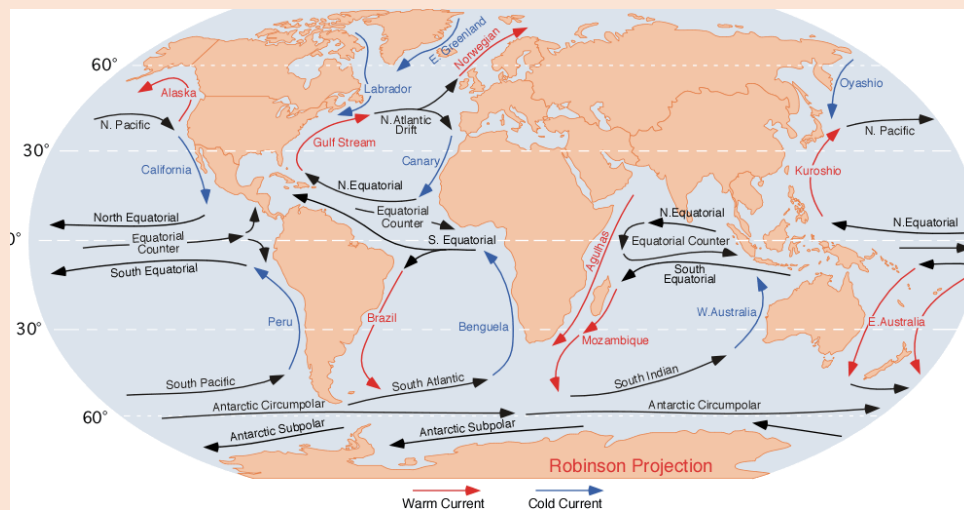 E. Greenland
Norwegian
60°
Alaska
Labrador
Oyashio
N. Pacific
N.Atlantic
Drift
N. Pacific
Gulf Stream
30°
California
Canary
Kuroshio
N.Equatorial
North Equatorial
Equatorial
Counter
N.Equatorial
N.Equatorial
Equatorial
Counter
S. Equatorial
Equatorial Counter
0°
South Equatorial
Agulhas
South
Equatorial
Peru
Brazil
Benguela
W.Australia
E.Australia
30°
Mozambique
South Pacific
South Atlantic
South Indian
Antarctic Circumpolar
Antarctic Circumpolar
60°
Antarctic Subpolar
Antarctic Subpolar
Robinson Projection
Warm Current
Cold Current